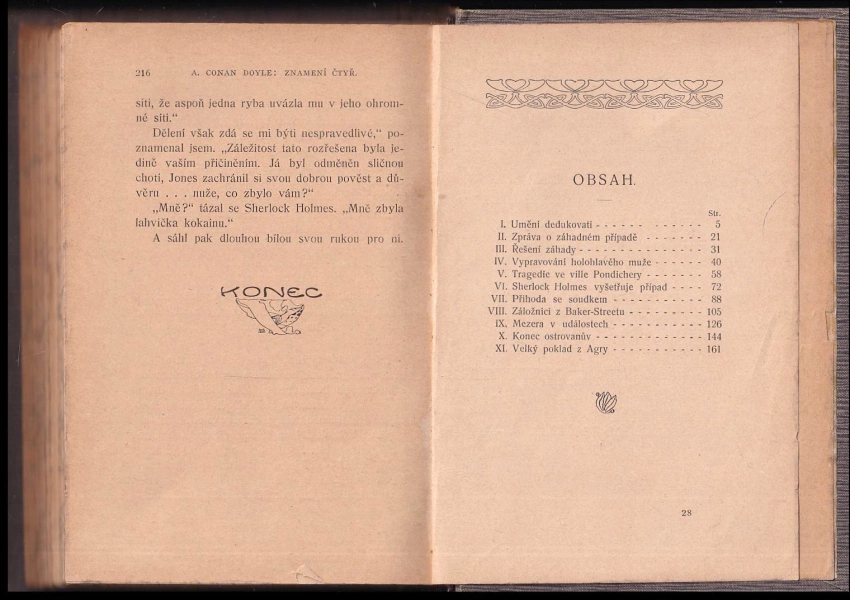 216 A. CONAN DOYLE: ZNAMENÍ ČTYŘ.
siti, že aspoň jedna ryba uvázla mu v jeho ohrom-
né síti.“
Dělení však zdá se mi býti nespravedlivé,“ po-
znamenal jsem. „Záležitost tato rozřešena byla je-
dině vaším přičiněním. Já byl odměněn sličnou
chotí, Jones zachránil si svou dobrou pověst a dů-
věru . . . nuže, co zbylo vám?“
„Mně?“ tázal se Sherlock Holmes. „Mně zbyla
lahvička kokainu.“
A sáhl pak dlouhou bílou svou rukou pro ni.
KONEC
OBSAH.
Str.
I. Umění dedukovati - - - - - - - - - 5
II. Zpráva o záhadném případě - - - - - - - 21
III. Řešení záhady - - - - - - - - - - - - - - 31
IV. Vypravování holohlavého muže - - - - - - 40
V. Tragedie ve ville Pondichery - - - - - - - 58
VI. Sherlock Holmes vyšetřuje případ - - - - 72
VII. Příhoda se soudkem - - - - - - - - - - - 88
VIII. Záložníci z Baker-Streetu - - - - - - - - - 105
IX. Mezera v událostech - - - - - - - - - - - 126
X. Konec ostrovanův - - - - - - - - - - - - 144
XI. Velký poklad z Agry - - - - - - - - - - - 161
28